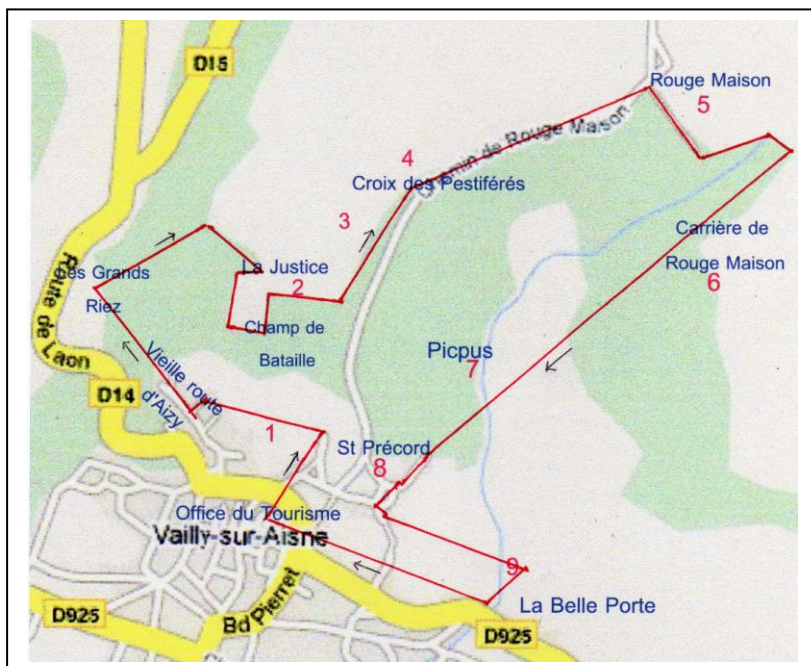 D15
Rouge Maison
5
Chemin de Rouge Maison
4
Croix des Pestiférés
3
Carrière de
Rouge Maison
6
Les Grands
Riez
La Justice
2
Champ de
Bataille
Route de Laon
Picpus
7
Vieille route
d'Aizy
D14
1
St Précord
8
Office du Tourisme
Vailly-sur-Aisne
9
La Belle Porte
Bd Pierret
D925
D925